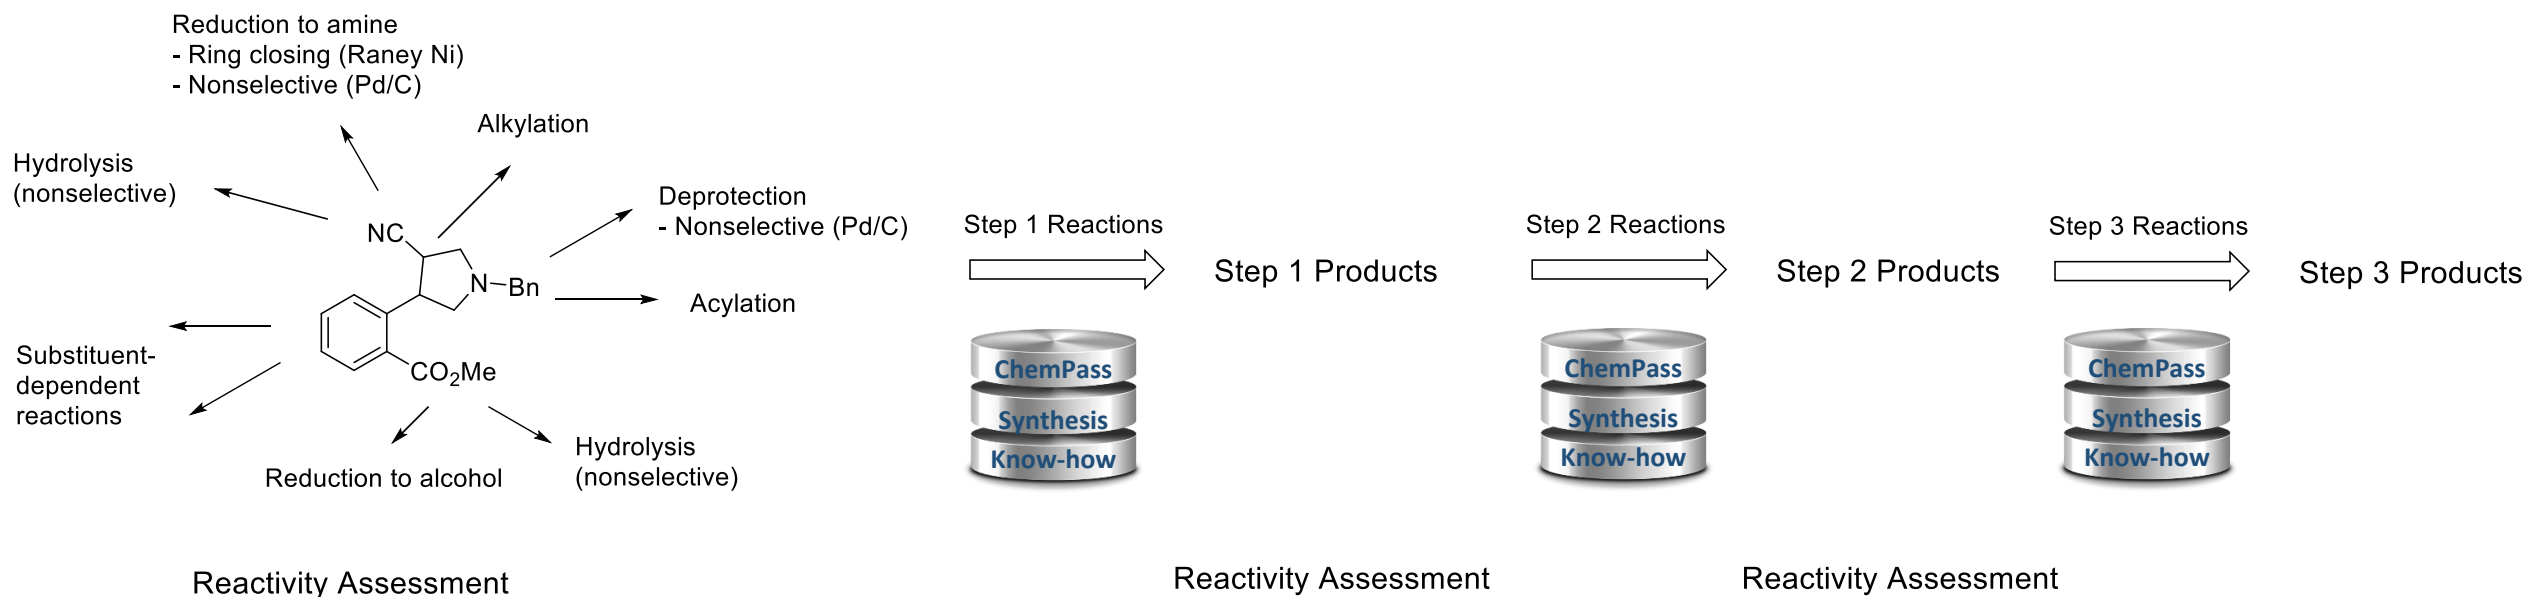 Reduction to amine
- Ring closing (Raney Ni)
- Nonselective (Pd/C)
Alkylation
Hydrolysis
(nonselective)
Deprotection
- Nonselective (Pd/C)
NC
N
Bn
Acylation
Substituent-
dependent
reactions
CO2Me
Reduction to alcohol
Hydrolysis
(nonselective)
Reactivity Assessment
Step 1 Reactions
ChemPass
Synthesis
Know-how
Step 1 Products
Reactivity Assessment
Step 2 Reactions
ChemPass
Synthesis
Know-how
Step 2 Products
Reactivity Assessment
Step 3 Reactions
ChemPass
Synthesis
Know-how
Step 3 Products